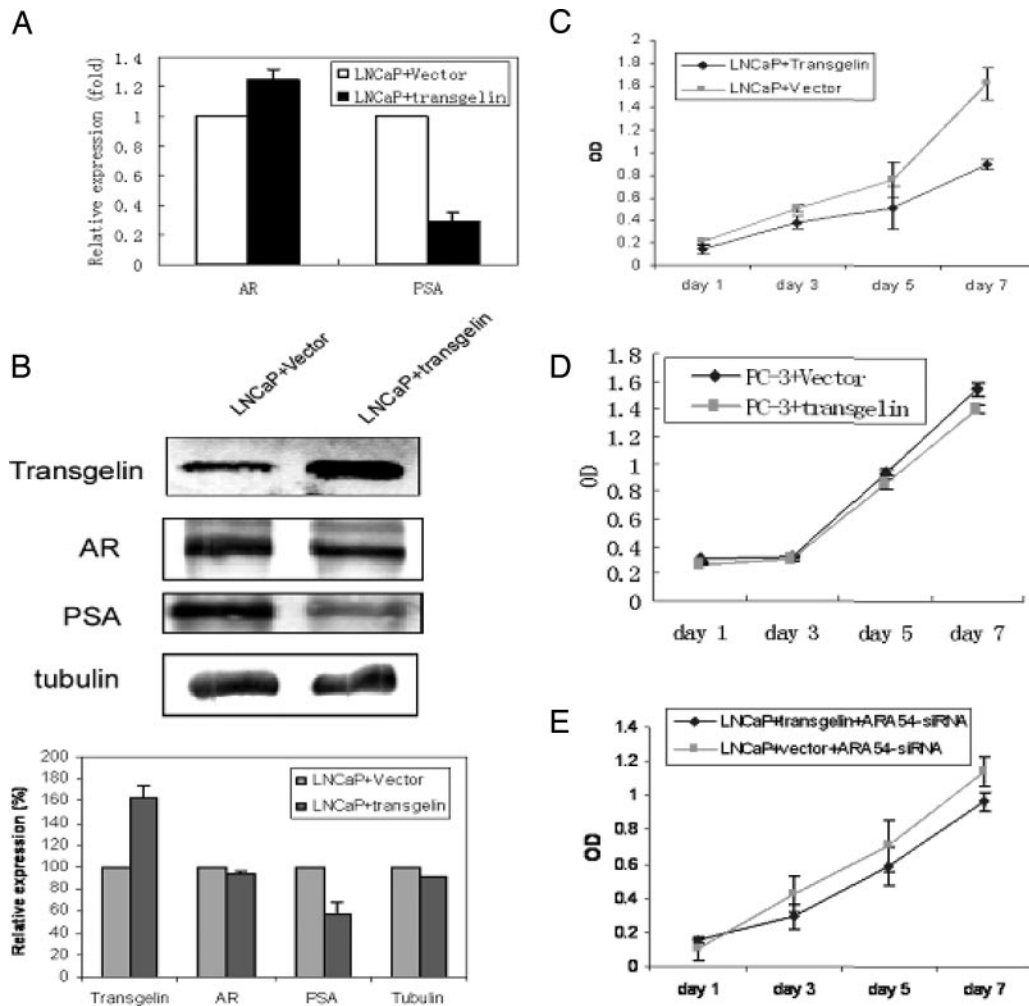 A
Relative expression (fold)
1.4
1.2
1
0.8
0.6
0.4
0.2
0
LNCaP+Vector
LNCaP+transgelin
AR PSA
B
LNCaP+Vector
LNCaP+transgelin
Transgelin
AR
PSA
tubulin
Relative expression (%)
200
180
160
140
120
100
80
60
40
20
0
LNCaP+Vector
LNCaP+transgelin
Transgelin AR PSA Tubulin
C
OD
2
1.8
1.6
1.4
1.2
1
0.8
0.6
0.4
0.2
0
LNCaP+Transgelin
LNCaP+Vector
day 1 day 3 day 5 day 7
D
OD
1.8
1.6
1.4
1.2
1
0.8
0.6
0.4
0.2
0
PC-3+Vector
PC-3+transgelin
day 1 day 3 day 5 day 7
E
OD
1.4
1.2
1
0.8
0.6
0.4
0.2
0
LNCaP+transgelin+ARA54-siRNA
LNCaP+vector+ARA54-siRNA
day 1 day 3 day 5 day 7